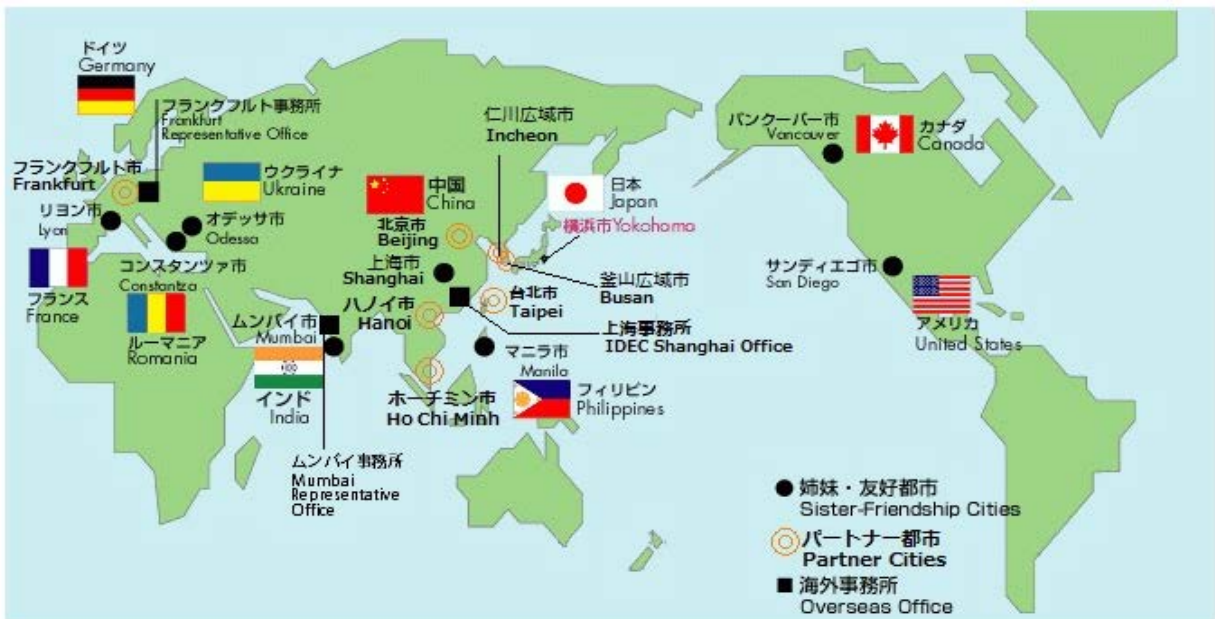 ドイツ
Germany
フランクフルト事務所
Frankfurt
Representative Office
フランクフルト市
Frankfurt
リヨン市
Lyon
フランス
France
ウクライナ
Ukraine
オデッサ市
Odessa
コンスタンツァ市
Constantza
ルーマニア
Romania
ムンバイ市
Mumbai
インド
India
ムンバイ事務所
Mumbai
Representative
Office
中国
China
北京市
Beijing
上海市
Shanghai
ハノイ市
Hanoi
ホーチミン市
Ho Chi Minh
仁川広域市
Incheon
日本
Japan
横浜市Yokohama
釜山広域市
Busan
台北市
Taipei
上海事務所
IDEC Shanghai Office
マニラ市
Manila
フィリピン
Philippines
バンクーバー市
Vancouver
カナダ
Canada
サンディエゴ市
San Diego
アメリカ
United States
姉妹・友好都市
Sister-Friendship Cities
パートナー都市
Partner Cities
海外事務所
Overseas Office